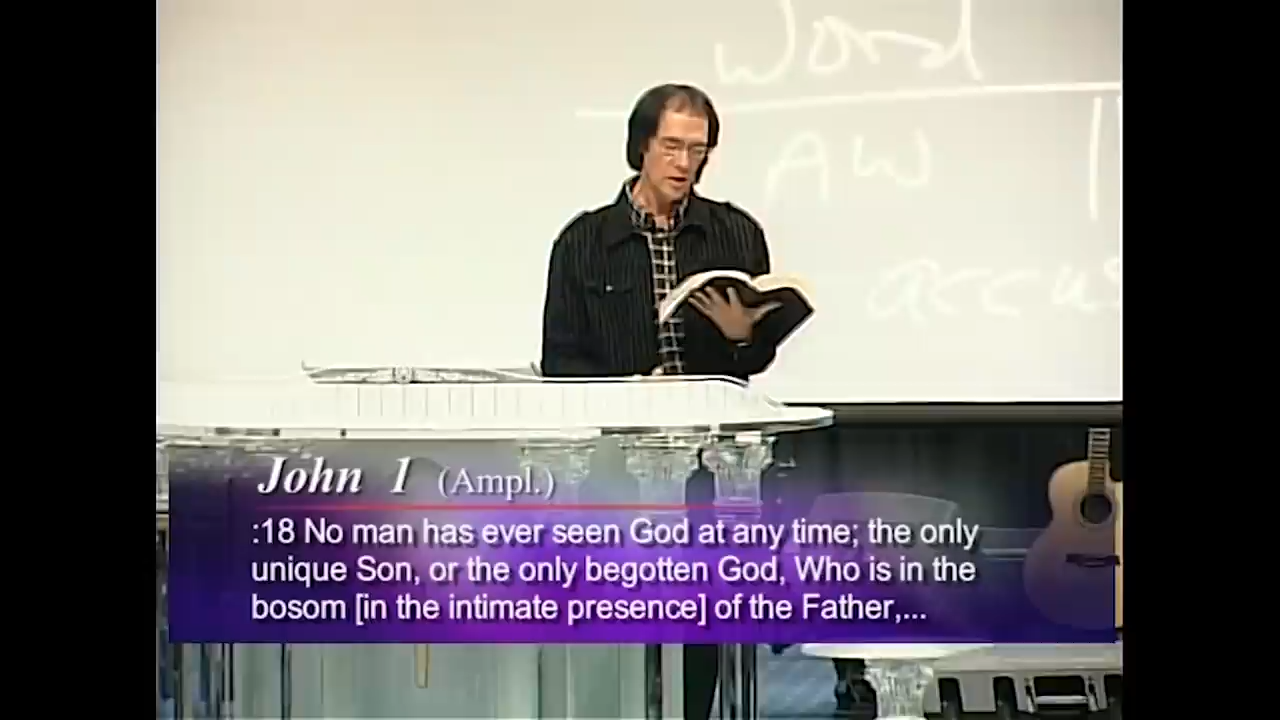 Word
AW
accus
John 1 (Ampl.)
:18 No man has ever seen God at any time; the only
unique Son, or the only begotten God, Who is in the
bosom [in the intimate presence] of the Father,...